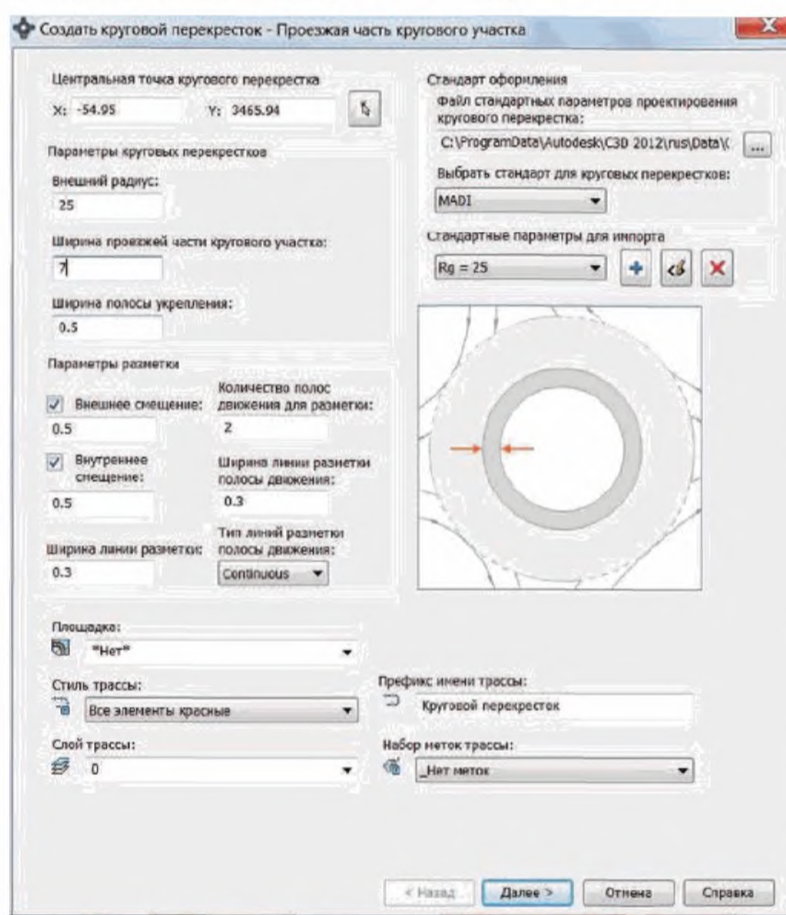 Создать круговой перекресток - Проезжая часть кругового участка
Центральная точка кругового перекрестка
X: -54.95 Y: 3465.94
Параметры круговых перекрестков
Внешний радиус:
25
Ширина проезжей части кругового участка:
7
Ширина полосы укрепления:
0.5
Параметры разметки
Внешнее смещение:
0.5
Количество полос
движения для разметки:
2
Внутреннее
смещение:
0.5
Ширина линии разметки
полосы движения:
0.3
Ширина линии разметки:
0.3
Тип линий разметки
полосы движения:
Continuous
Стандарт оформления
Файл стандартных параметров проектирования
кругового перекрестка:
C:\ProgramData\Autodesk\C3D 2012\rus\Data\(
...
Выбрать стандарт для круговых перекрестков:
MADI
Стандартные параметры для импорта
Rg = 25
Площадка:
*Нет*
Стиль трассы:
Все элементы красные
Префикс имени трассы:
Круговой перекресток
Слой трассы:
0
Набор меток трассы:
_Нет меток
< Назад
Далее >
Отмена
Справка